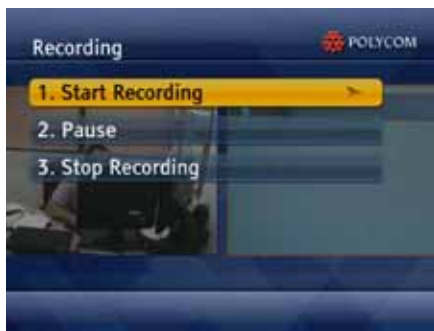 Recording
POLYCOM
1. Start Recording
2. Pause
3. Stop Recording